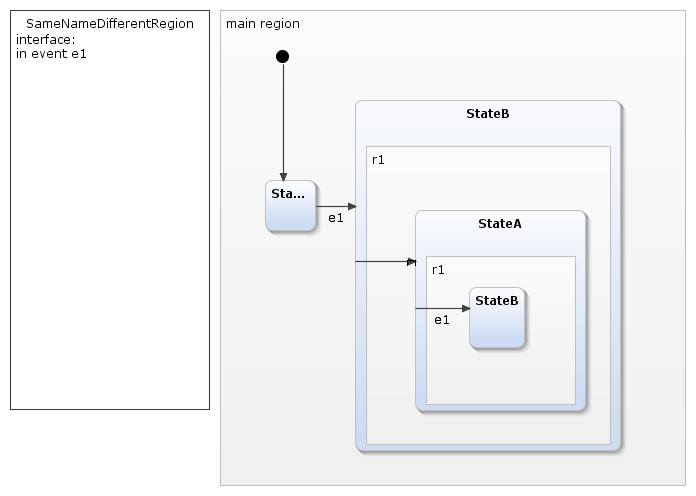 SameNameDifferentRegion
interface:
in event e1
main region
StateB
r1
Sta...
e1
StateA
r1
StateB
e1